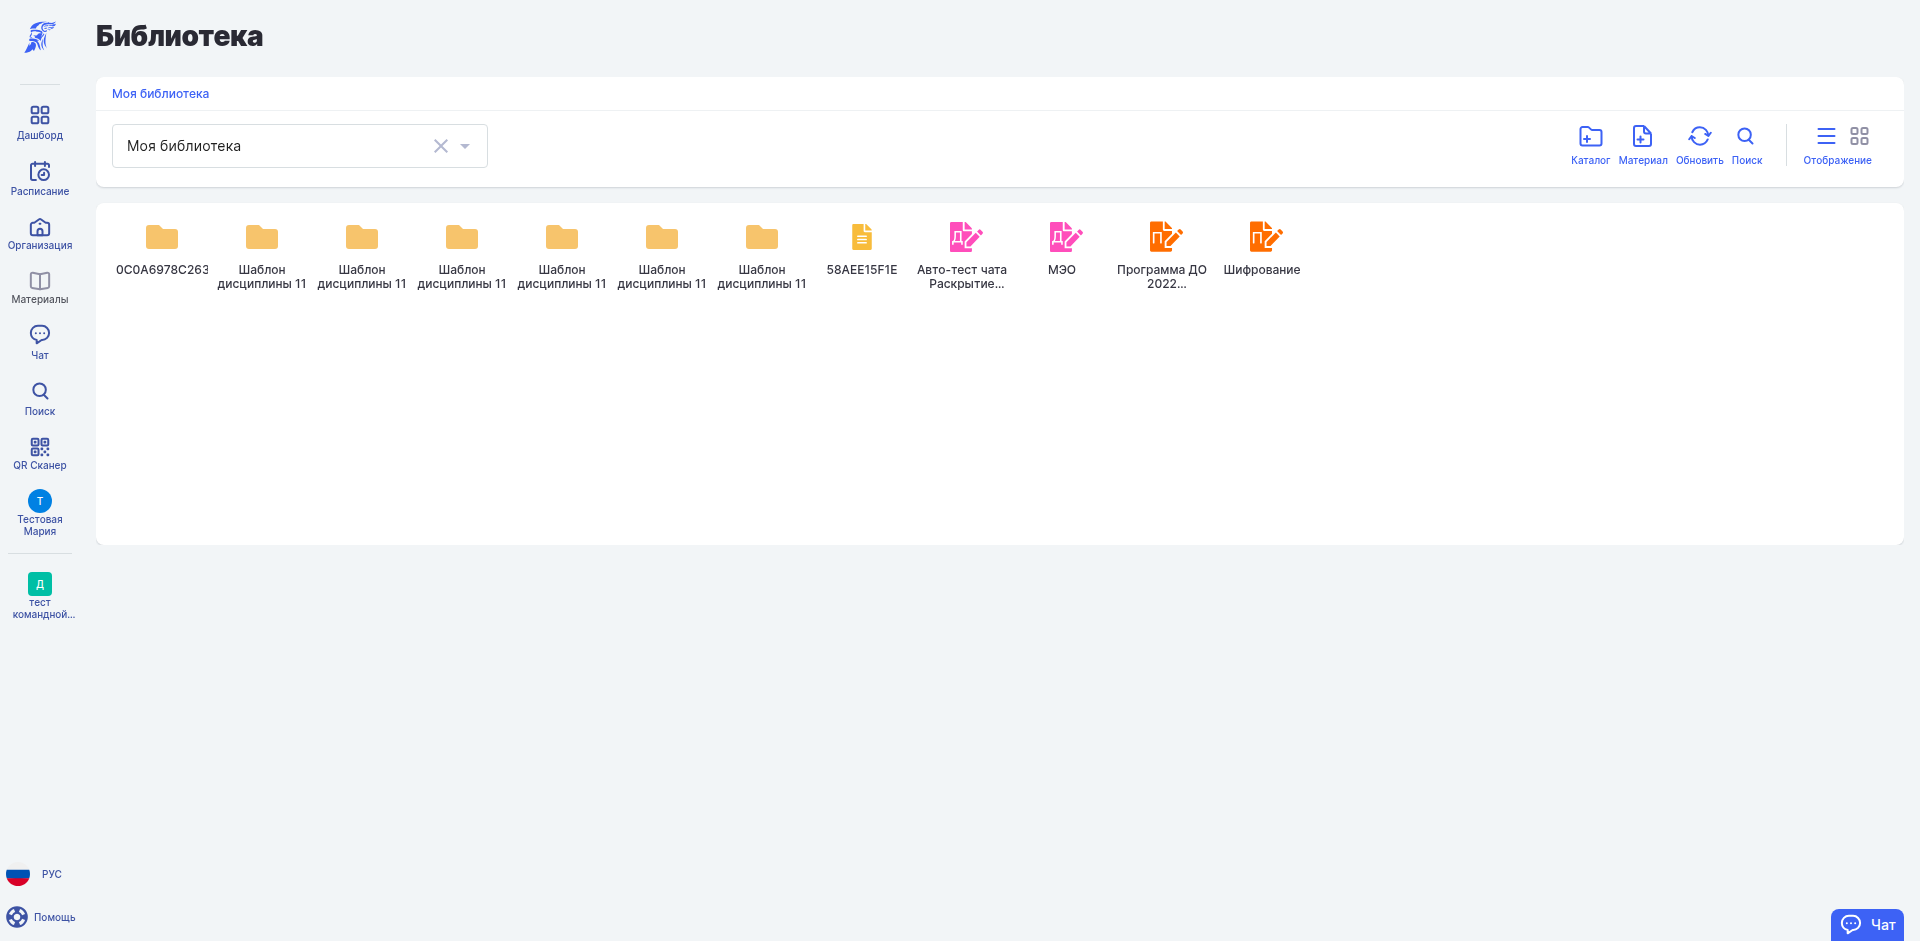 Библиотека
Моя библиотека
Моя библиотека
Каталог
Материал
Обновить
Поиск
Отображение
Дашборд
Расписание
Организация
Материалы
Чат
Поиск
QR Сканер
Т
Тестовая
Мария
Д
тест
командной...
0C0A6978C263
Шаблон
дисциплины 11
Шаблон
дисциплины 11
Шаблон
дисциплины 11
Шаблон
дисциплины 11
Шаблон
дисциплины 11
Шаблон
дисциплины 11
58AEE15F1E
Д
Авто-тест чата
Раскрытие...
Д
МЭО
П
Программа ДО
2022...
П
Шифрование
РУС
Помощь
Чат